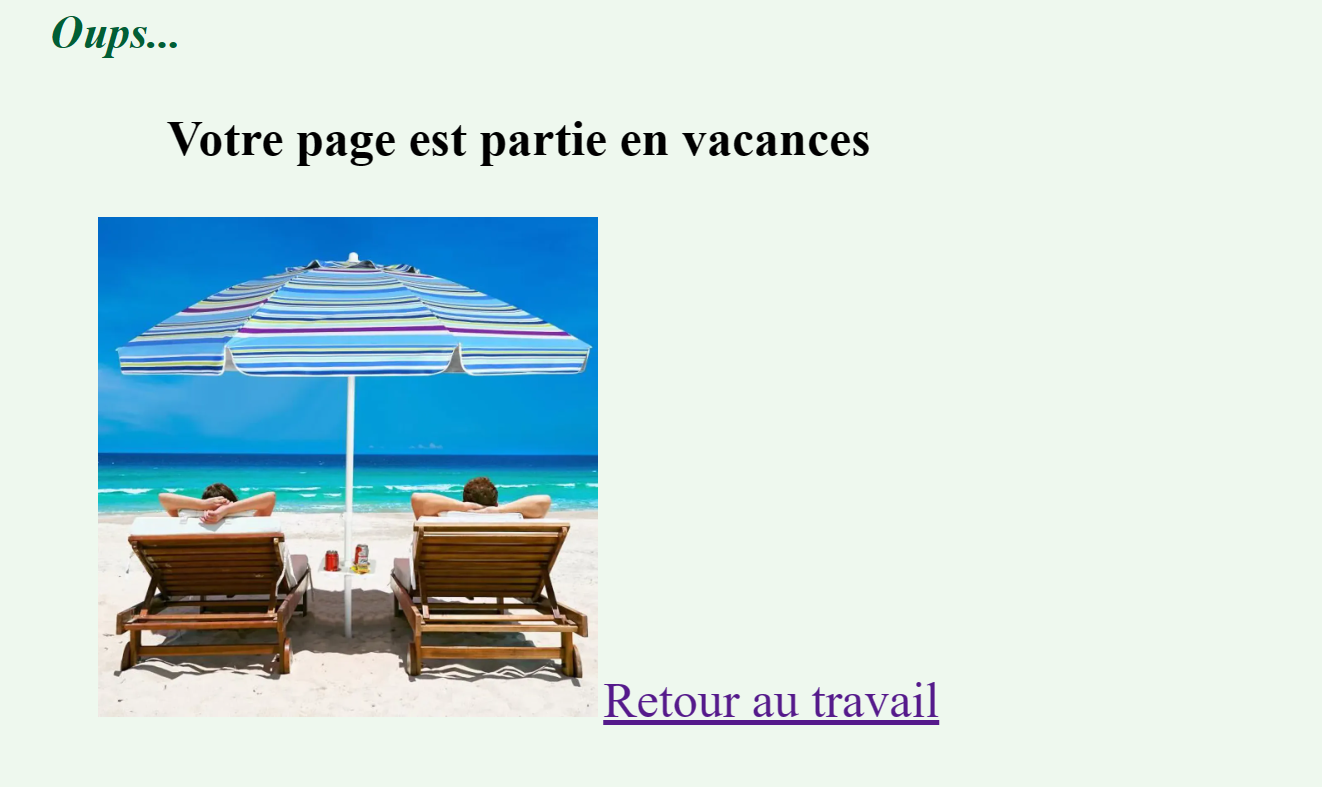 Oups...
Votre page est partie en vacances
Retour au travail